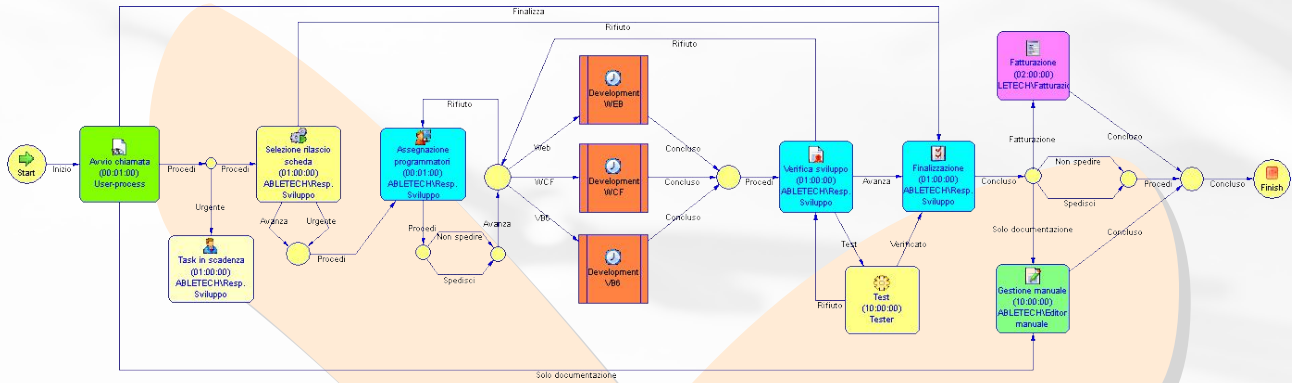 Finalizza
Rifiuto
Rifiuto
Start
Inizio
Avvio chiamata
(00:01:00)
User-process
Procedi
Procedi
Urgente
Task in scadenza
(01:00:00)
ABLETECH\Resp.
Sviluppo
Selezione rilascio
scheda
(01:00:00)
ABLETECH\Resp.
Sviluppo
Avanza
Urgente
Procedi
Rifiuto
Assegnazione
programmatori
(00:01:00)
ABLETECH\Resp.
Sviluppo
Procedi
Non spedire
Spedisci
Avanza
Web
WCF
VB6
Development
WEB
Development
WCF
Development
VB6
Concluso
Concluso
Concluso
Procedi
Verifica sviluppo
(01:00:00)
ABLETECH\Resp.
Sviluppo
Avanza
Test
Verificato
Rifiuto
Test
(10:00:00)
Tester
Finalizzazione
(01:00:00)
ABLETECH\Resp.
Sviluppo
Concluso
Fatturazione
Fatturazione
(02:00:00)
LETECH\Fatturazio
Concluso
Non spedire
Spedisci
Procedi
Solo documentazione
Gestione manuale
(10:00:00)
ABLETECH\Editor
manuale
Concluso
Concluso
Finish
Solo documentazione